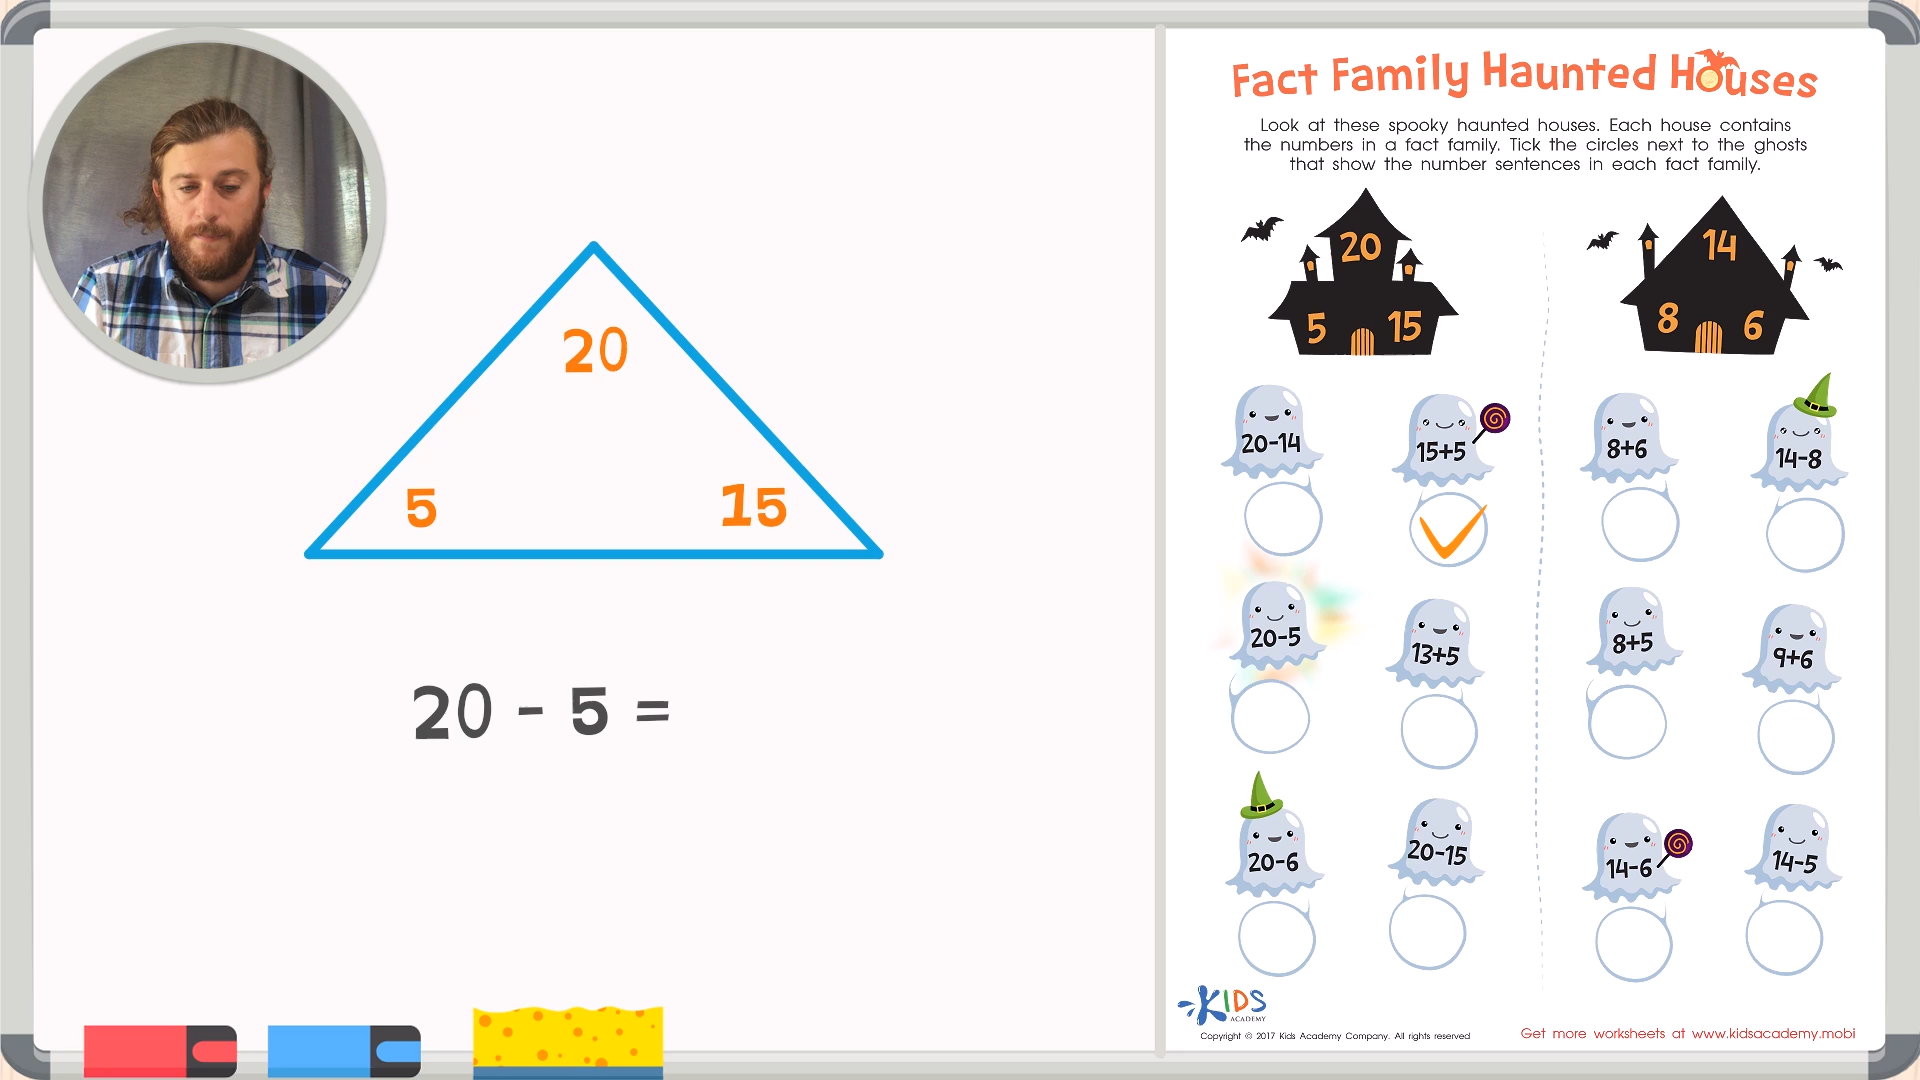 20
5
15
20 - 5 =
Fact Family Haunted Houses
Look at these spooky haunted houses. Each house contains
the numbers in a fact family. Tick the circles next to the ghosts
that show the number sentences in each fact family.
20
5
15
14
8
6
20-14
15+5
8+6
14-8
20-5
13+5
8+5
9+6
20-6
20-15
14-6
14-5
KIDS
ACADEMY
Copyright © 2017 Kids Academy Company. All rights reserved
Get more worksheets at www.kidsacademy.mobi